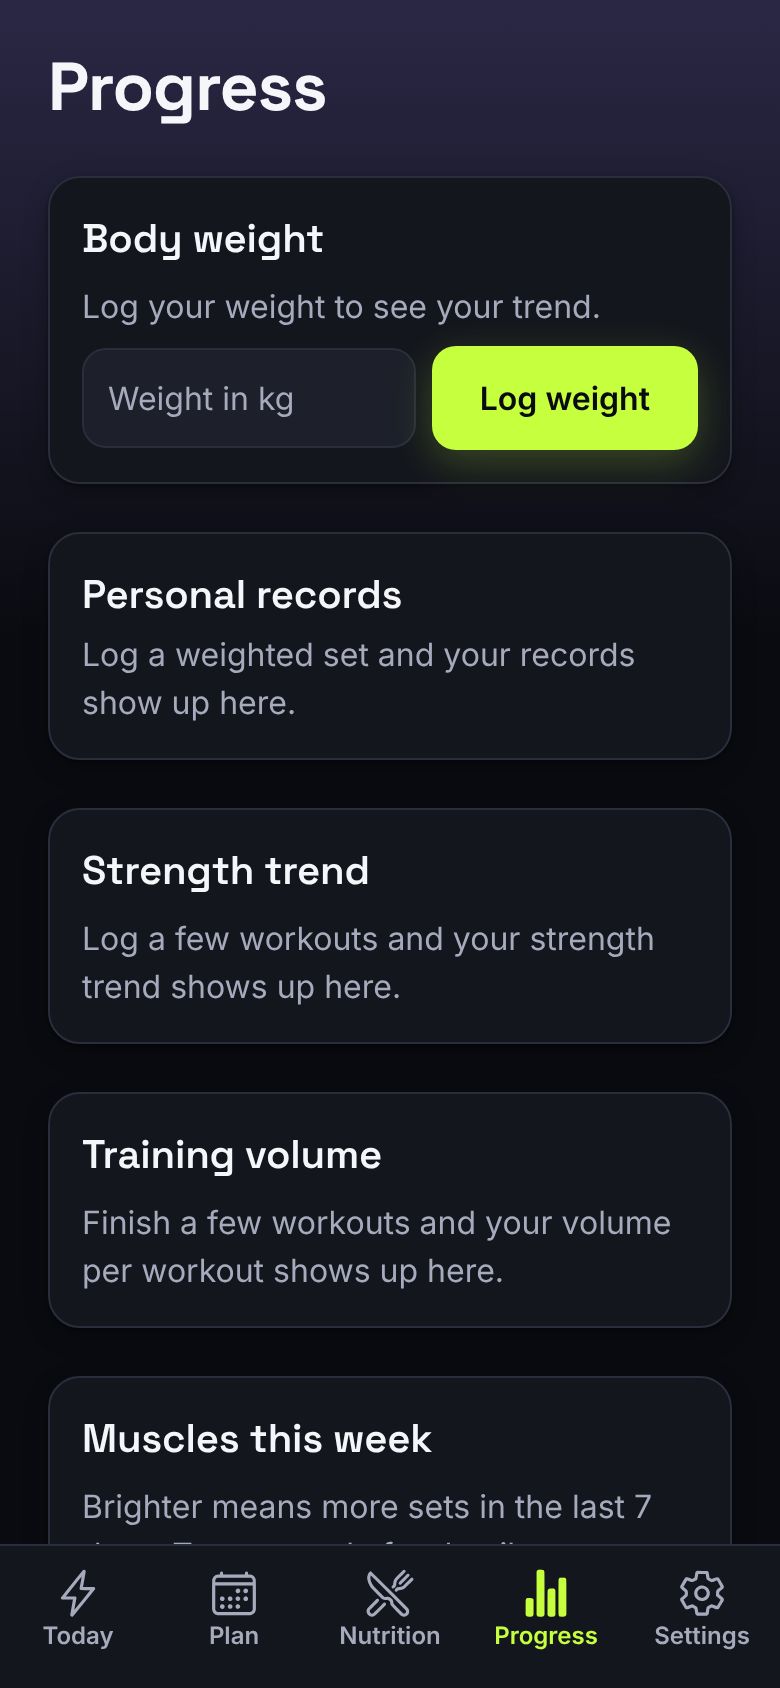 Progress
Body weight
Log your weight to see your trend.
Weight in kg
Log weight
Personal records
Log a weighted set and your records
show up here.
Strength trend
Log a few workouts and your strength
trend shows up here.
Training volume
Finish a few workouts and your volume
per workout shows up here.
Muscles this week
Brighter means more sets in the last 7
Today
Plan
Nutrition
Progress
Settings